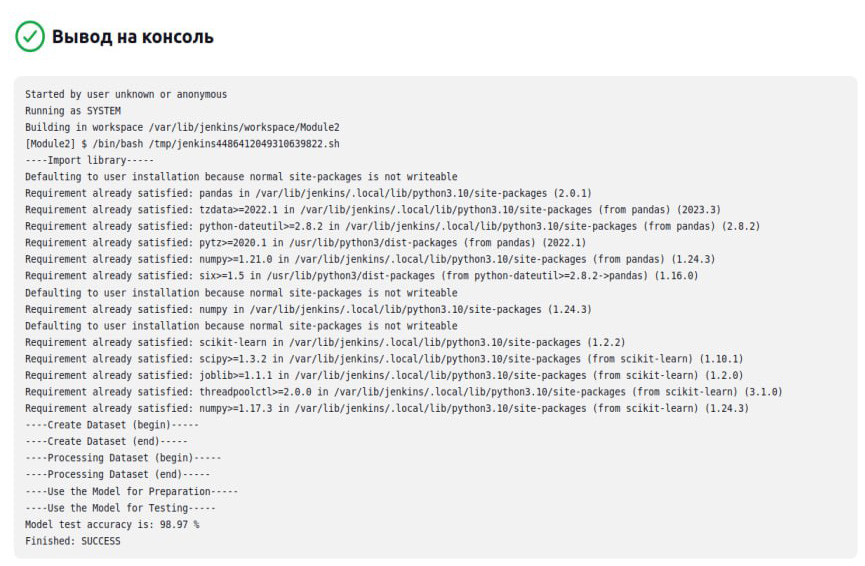 Вывод на консоль
Started by user unknown or anonymous
Running as SYSTEM
Building in workspace /var/lib/jenkins/workspace/Module2
[Module2] $ /bin/bash /tmp/jenkins4486412049310639822.sh
----Import library-----
Defaulting to user installation because normal site-packages is not writeable
Requirement already satisfied: pandas in /var/lib/jenkins/.local/lib/python3.10/site-packages (2.0.1)
Requirement already satisfied: tzdata>=2022.1 in /var/lib/jenkins/.local/lib/python3.10/site-packages (from pandas) (2023.3)
Requirement already satisfied: python-dateutil>=2.8.2 in /var/lib/jenkins/.local/lib/python3.10/site-packages (from pandas) (2.8.2)
Requirement already satisfied: pytz>=2020.1 in /usr/lib/python3/dist-packages (from pandas) (2022.1)
Requirement already satisfied: numpy>=1.21.0 in /var/lib/jenkins/.local/lib/python3.10/site-packages (from pandas) (1.24.3)
Requirement already satisfied: six>=1.5 in /usr/lib/python3/dist-packages (from python-dateutil>=2.8.2->pandas) (1.16.0)
Defaulting to user installation because normal site-packages is not writeable
Requirement already satisfied: numpy in /var/lib/jenkins/.local/lib/python3.10/site-packages (1.24.3)
Defaulting to user installation because normal site-packages is not writeable
Requirement already satisfied: scikit-learn in /var/lib/jenkins/.local/lib/python3.10/site-packages (1.2.2)
Requirement already satisfied: scipy>=1.3.2 in /var/lib/jenkins/.local/lib/python3.10/site-packages (from scikit-learn) (1.10.1)
Requirement already satisfied: joblib>=1.1.1 in /var/lib/jenkins/.local/lib/python3.10/site-packages (from scikit-learn) (1.2.0)
Requirement already satisfied: threadpoolctl>=2.0.0 in /var/lib/jenkins/.local/lib/python3.10/site-packages (from scikit-learn) (3.1.0)
Requirement already satisfied: numpy>=1.17.3 in /var/lib/jenkins/.local/lib/python3.10/site-packages (from scikit-learn) (1.24.3)
----Create Dataset (begin)-----
----Create Dataset (end)-----
----Processing Dataset (begin)-----
----Processing Dataset (end)-----
----Use the Model for Preparation-----
----Use the Model for Testing-----
Model test accuracy is: 98.97 %
Finished: SUCCESS